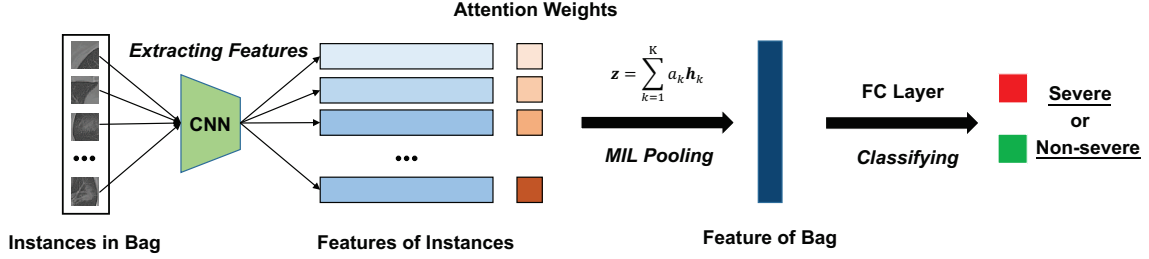 Attention Weights
Extracting Features
CNN
•••
•••
z = ∑_{k=1}^{K} a_k h_k
MIL Pooling
FC Layer
Classifying
Severe
or
Non-severe
Instances in Bag
Features of Instances
Feature of Bag